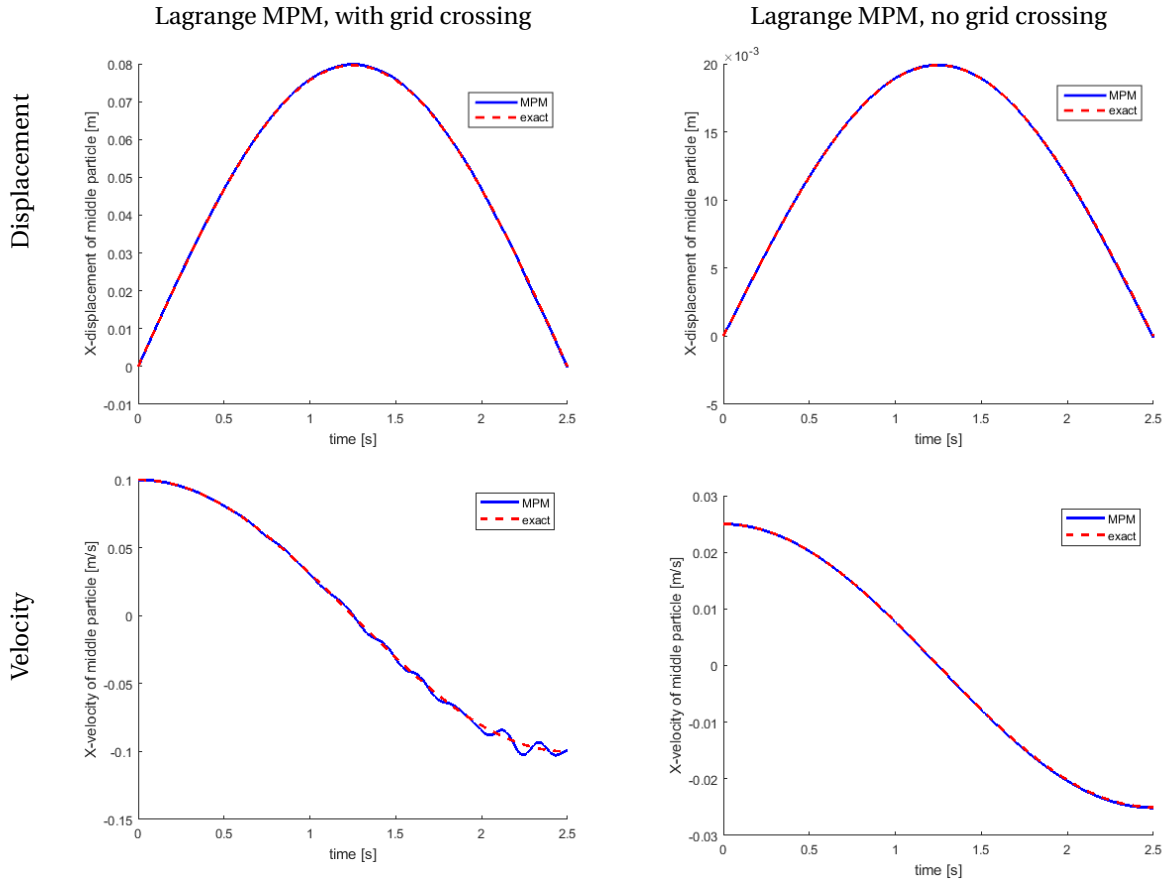 Lagrange MPM, with grid crossing
Lagrange MPM, no grid crossing
Displacement
X-displacement of middle particle [m]
0.08
0.07
0.06
0.05
0.04
0.03
0.02
0.01
0
-0.01
MPM
exact
0 0.5 1 1.5 2 2.5
time [s]
X-displacement of middle particle [m]
×10⁻³
20
15
10
5
0
-5
MPM
exact
0 0.5 1 1.5 2 2.5
time [s]
Velocity
X-velocity of middle particle [m/s]
0.1
0.05
0
-0.05
-0.1
-0.15
MPM
exact
0 0.5 1 1.5 2 2.5
time [s]
X-velocity of middle particle [m/s]
0.03
0.02
0.01
0
-0.01
-0.02
-0.03
MPM
exact
0 0.5 1 1.5 2 2.5
time [s]